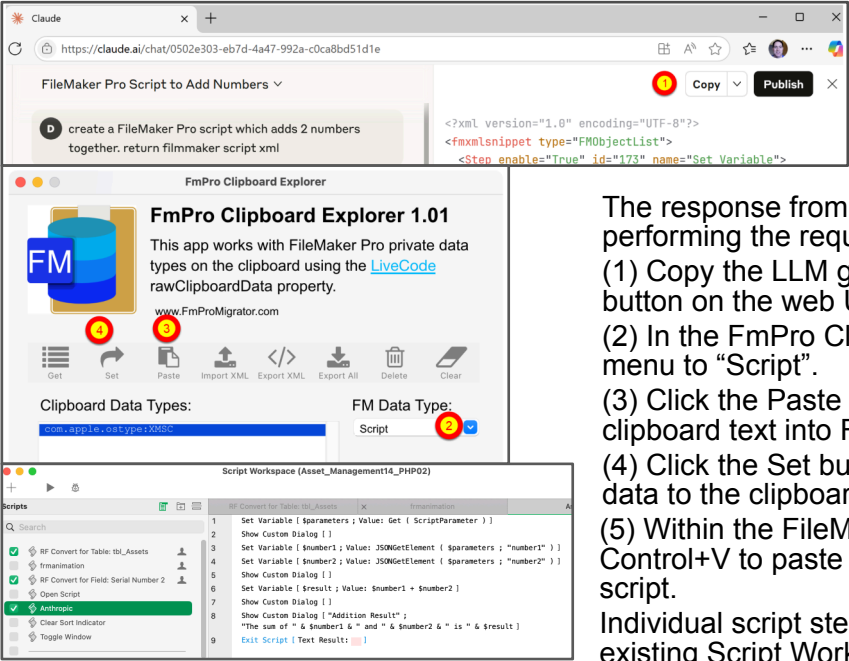 Claude
https://claude.ai/chat/0502e303-eb7d-4a47-992a-c0ca8bd51d1e
FileMaker Pro Script to Add Numbers
1
Copy
Publish
D
create a FileMaker Pro script which adds 2 numbers
together. return filmmaker script xml
<?xml version="1.0" encoding="UTF-8"?>
<fmxmlsnippet type="FMObjectList">
<Step enable="True" id="173" name="Set Variable">
FmPro Clipboard Explorer
FM
FmPro Clipboard Explorer 1.01
This app works with FileMaker Pro private data
types on the clipboard using the LiveCode
rawClipboardData property.
www.FmProMigrator.com
4
3
Get Set Paste Import XML Export XML Export All Delete Clear
Clipboard Data Types:
com.apple.ostype:XMSC
FM Data Type:
Script
2
Script Workspace (Asset_Management14_PHP02)
Scripts
Search
RF Convert for Table: tbl_Assets
frmanimation
RF Convert for Field: Serial Number 2
Open Script
Anthropic
Clear Sort Indicator
Toggle Window
RF Convert for Table: tbl_Assets
frmanimation
1 Set Variable [ $parameters ; Value: Get ( ScriptParameter ) ]
2 Show Custom Dialog [ ]
3 Set Variable [ $number1 ; Value: JSONGetElement ( $parameters ; "number1" ) ]
4 Set Variable [ $number2 ; Value: JSONGetElement ( $parameters ; "number2" ) ]
5 Show Custom Dialog [ ]
6 Set Variable [ $result ; Value: $number1 + $number2 ]
7 Show Custom Dialog [ ]
8 Show Custom Dialog [ "Addition Result" ;
"The sum of " & $number1 & " and " & $number2 & " is " & $result ]
9 Exit Script [ Text Result: ]
The response from
performing the requ
(1) Copy the LLM g
button on the web U
(2) In the FmPro Cl
menu to “Script”.
(3) Click the Paste
clipboard text into F
(4) Click the Set bu
data to the clipboar
(5) Within the FileM
Control+V to paste
script.
Individual script ste
existing Script Work